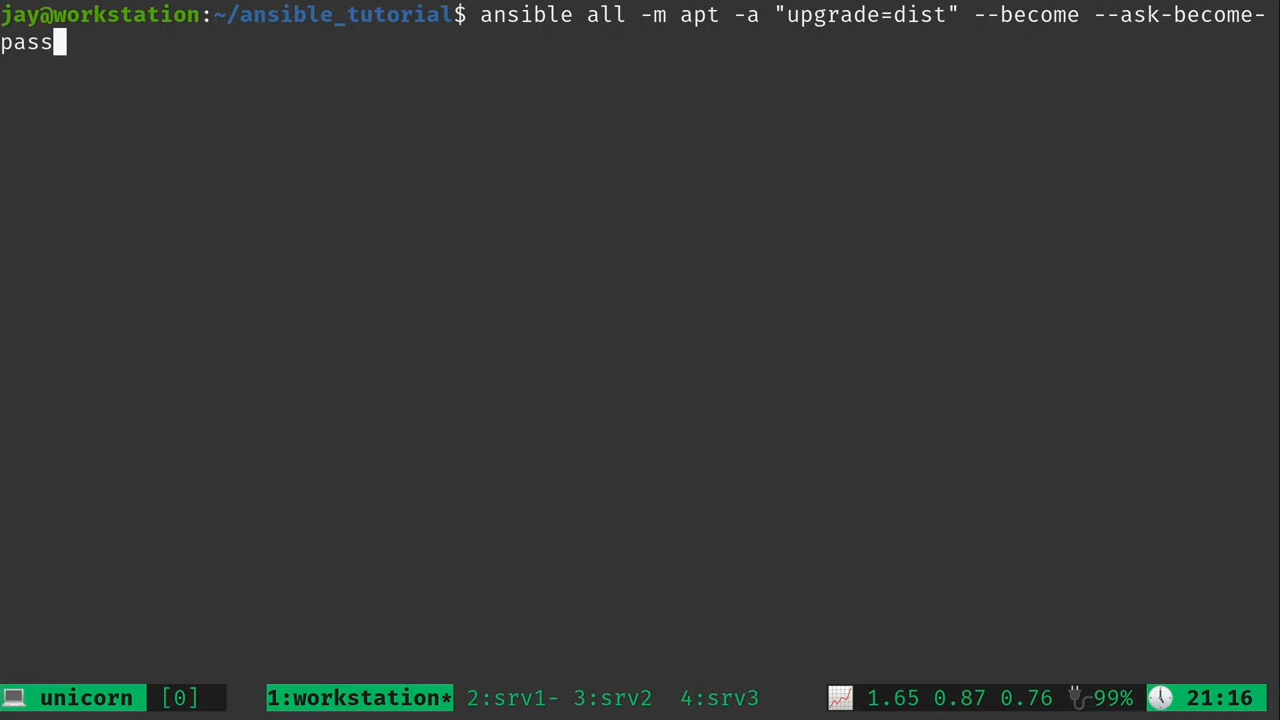 jay@workstation:~/ansible_tutorial$ ansible all -m apt -a "upgrade=dist" --become --ask-become-
pass
unicorn [0] 1:workstation* 2:srv1- 3:srv2 4:srv3 1.65 0.87 0.76 99% 21:16